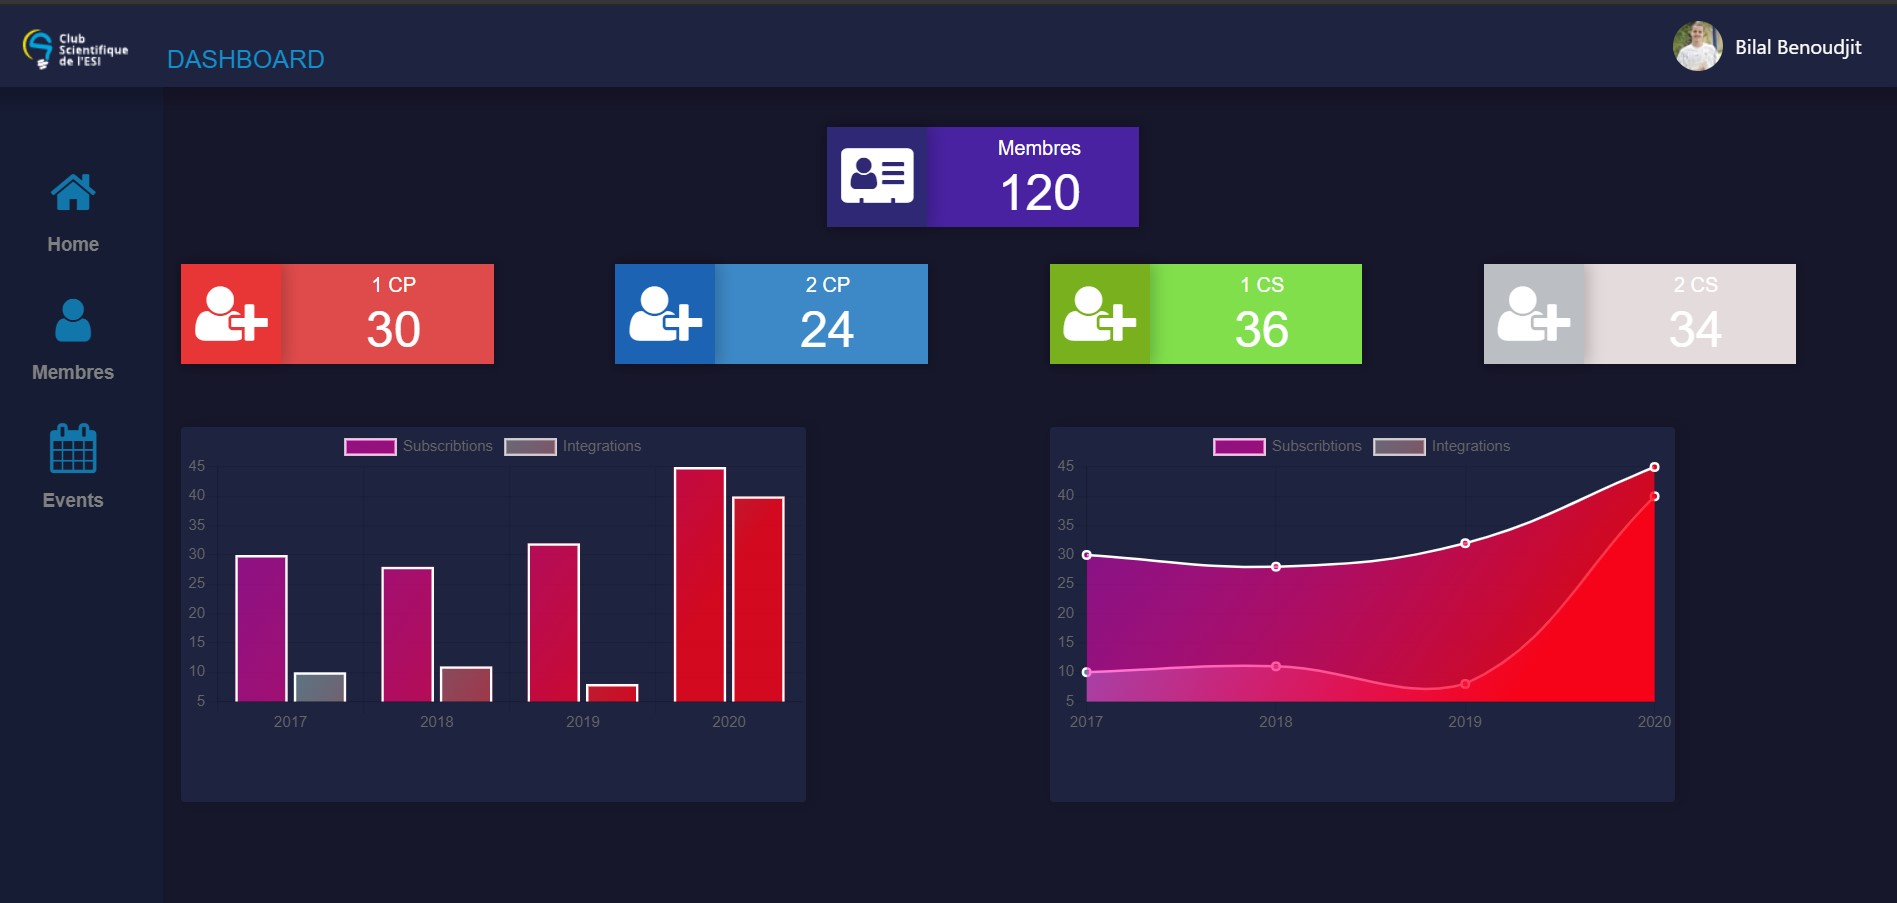 Club
Scientifique
de l'ESI
DASHBOARD
Bilal Benoudjit
Home
Membres
Events
Membres
120
1 CP
30
2 CP
24
1 CS
36
2 CS
34
Subscribtions Integrations
45
40
35
30
25
20
15
10
5
2017 2018 2019 2020
Subscribtions Integrations
45
40
35
30
25
20
15
10
5
2017 2018 2019 2020